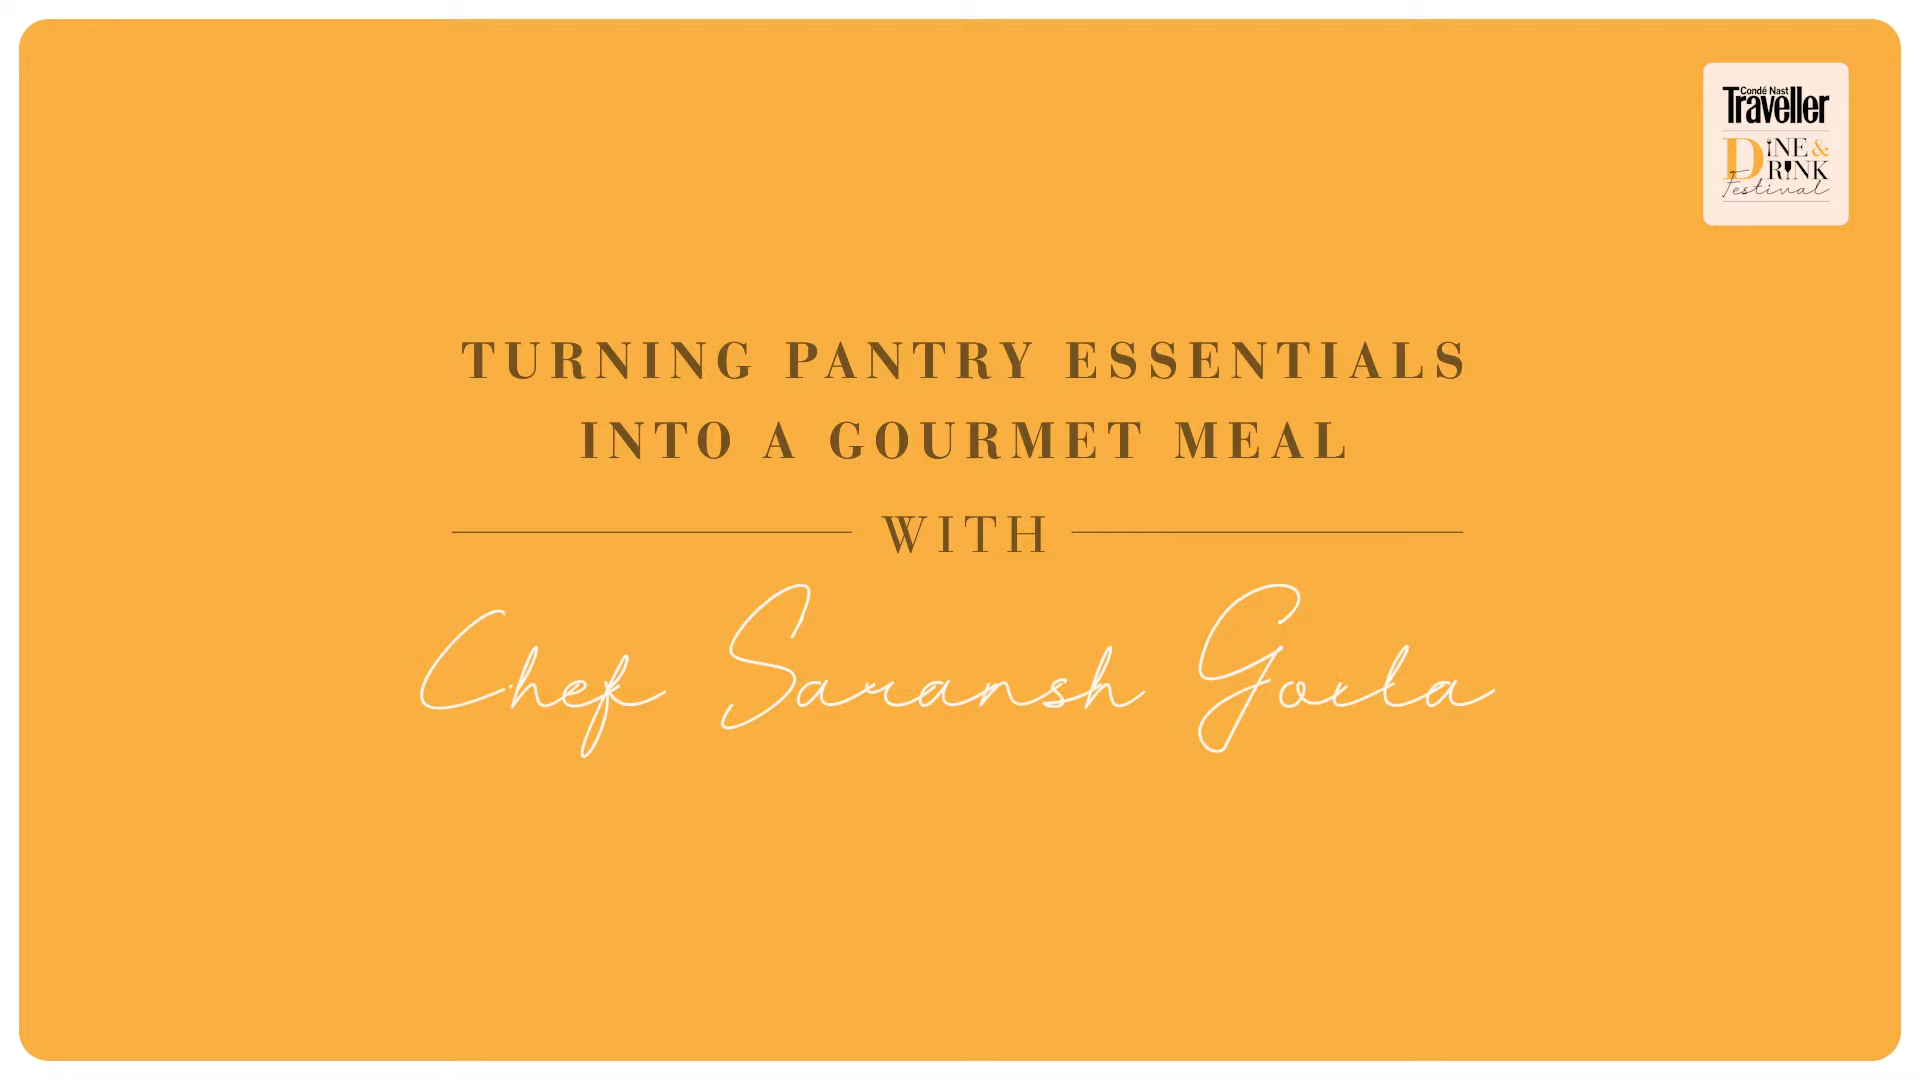 Condé Nast
Traveller
DINE &
DRINK
Festival
TURNING PANTRY ESSENTIALS
INTO A GOURMET MEAL
WITH
Chef Saransh Goila